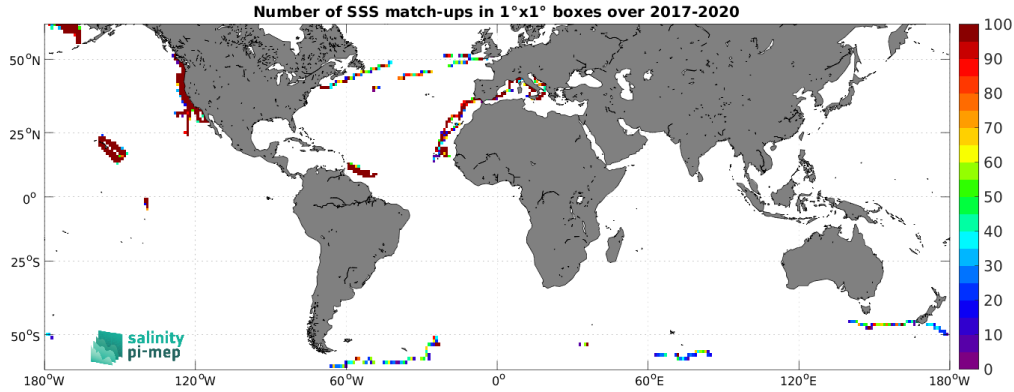 Number of SSS match-ups in 1°x1° boxes over 2017-2020
50°N
25°N
0°
25°S
50°S
180°W
120°W
60°W
0°
60°E
120°E
180°W
100
90
80
70
60
50
40
30
20
10
0
salinity
pi-mep